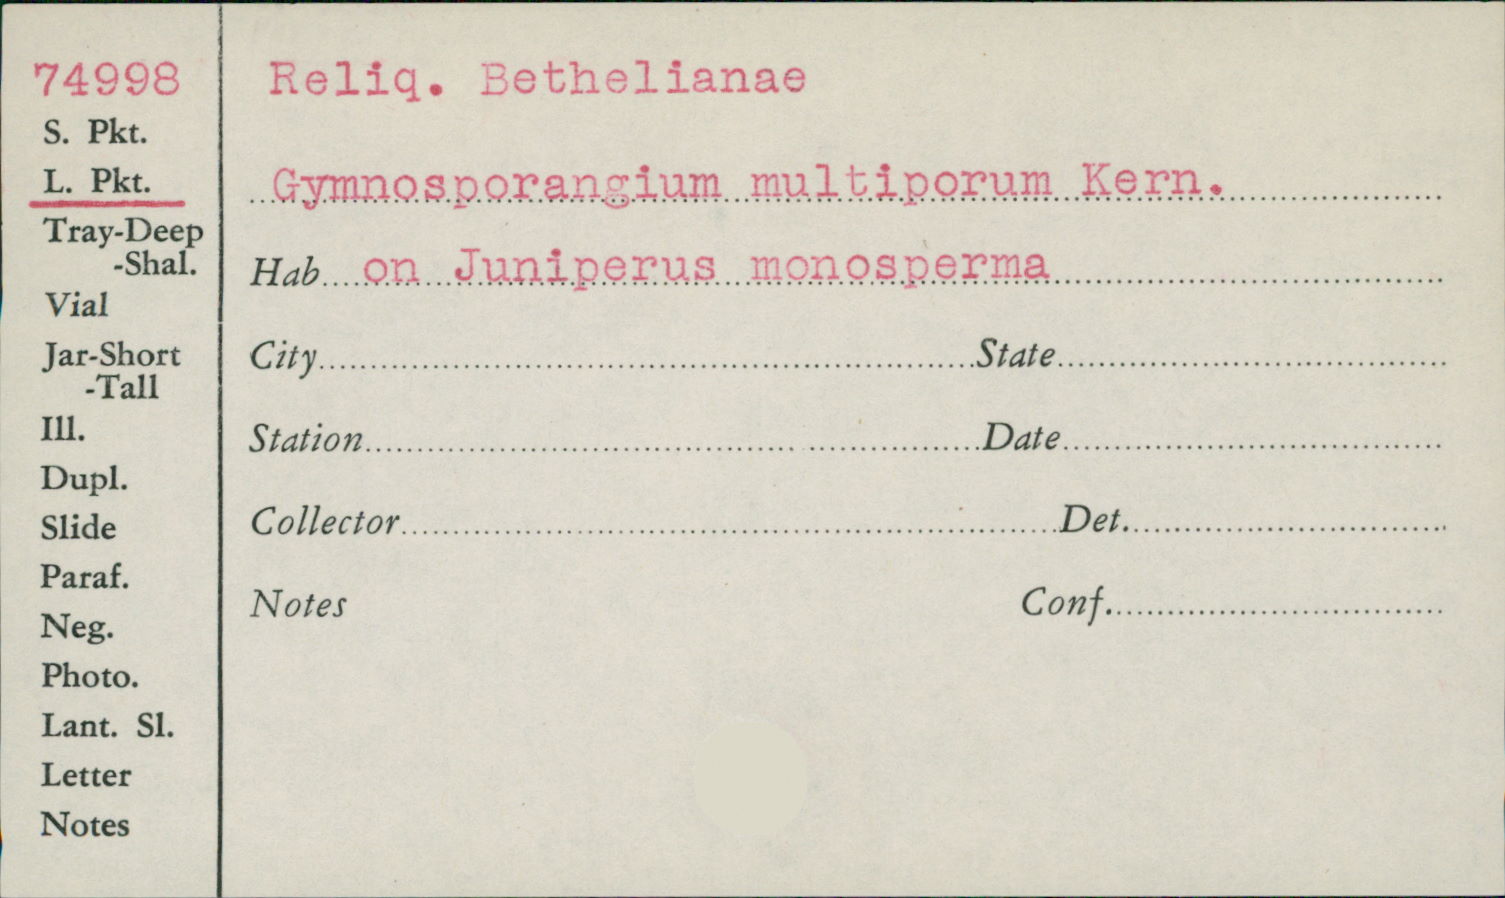 74998
S. Pkt.
L. Pkt.
Tray-Deep
-Shal.
Vial
Jar-Short
-Tall
Ill.
Dupl.
Slide
Paraf.
Neg.
Photo.
Lant. Sl.
Letter
Notes
Reliq. Bethelianae
Gymnosporangium multiporum Kern.
Hab on Juniperus monosperma
City State
Station Date
Collector Det.
Notes Conf.